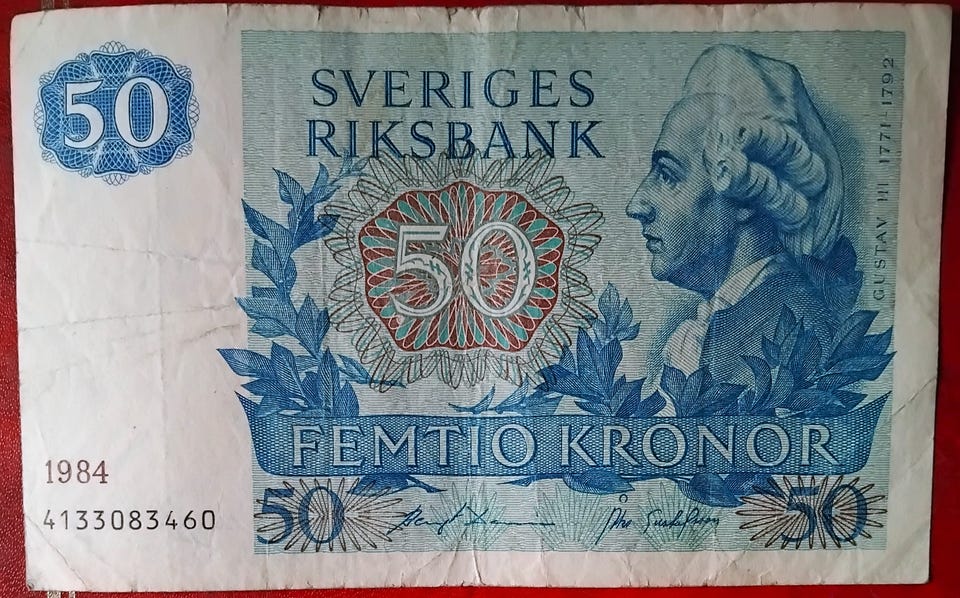 50
SVERIGES
RIKSBANK
GUSTAV III 1771-1792
50
FEMTIO KRONOR
1984
4133083460
50
C
50